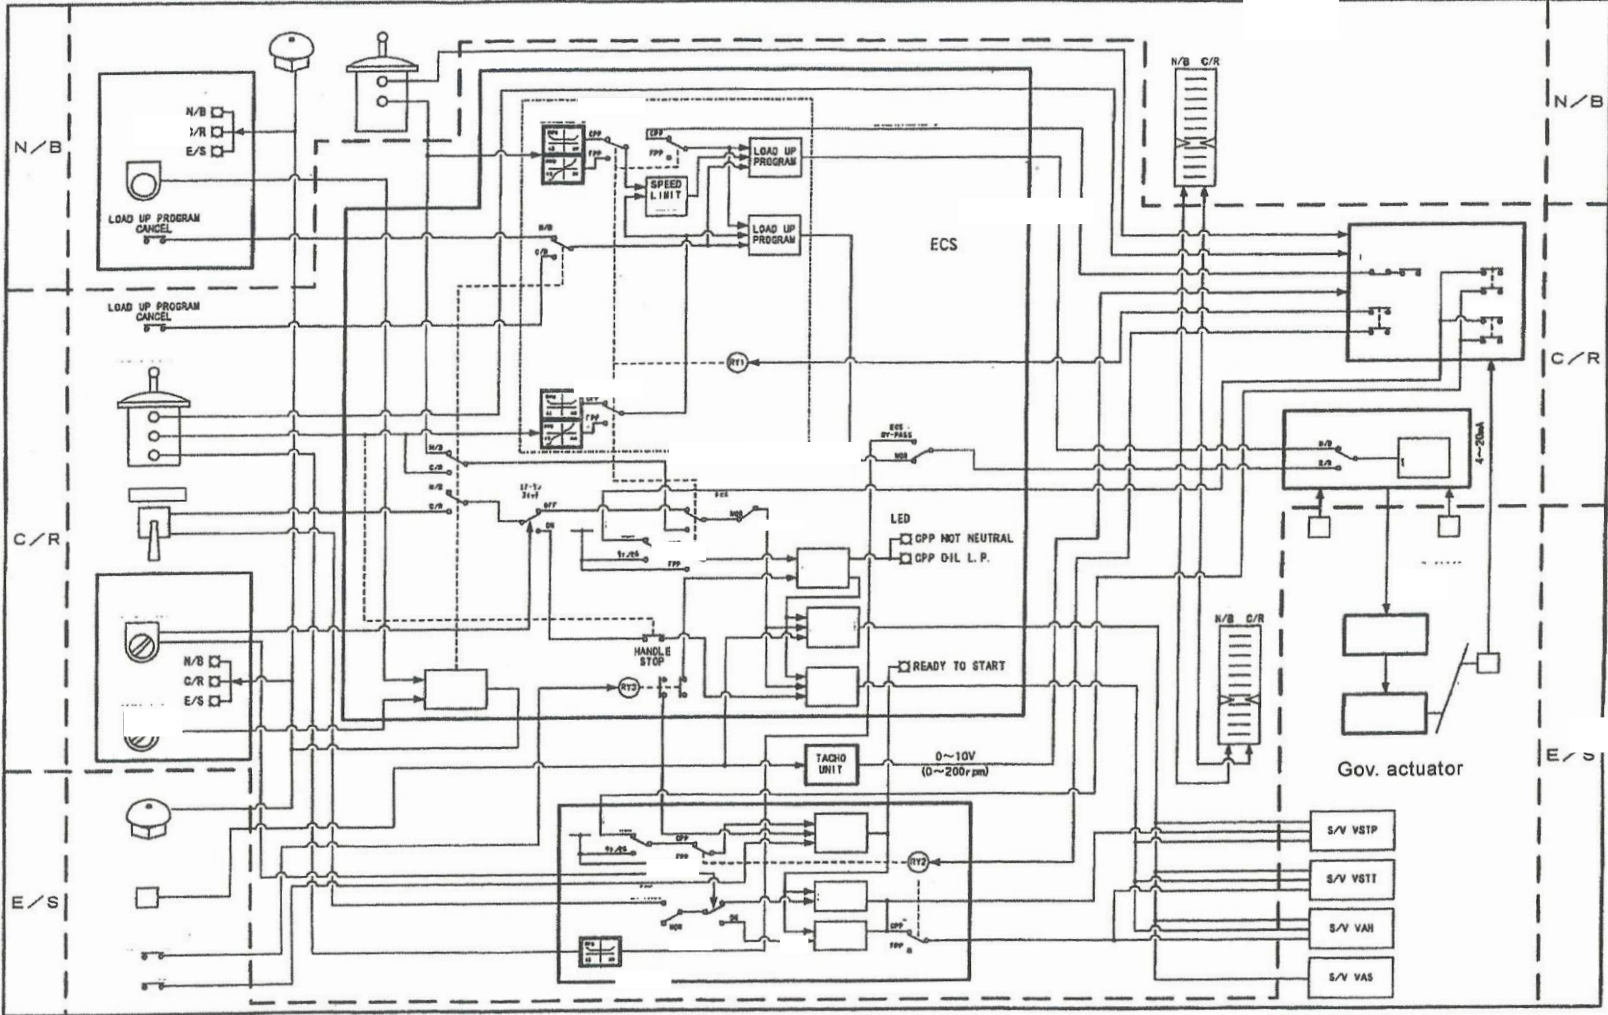 N/B
C/R
E/S
N/B
C/R
E/S
N/B
/R
E/S
LOAD UP PROGRAM
CANCEL
LOAD UP PROGRAM
CANCEL
N/B
C/R
E/S
CPP
FPP
CPP
FPP
LOAD UP
PROGRAM
SPEED
LIMIT
LOAD UP
PROGRAM
N/B
C/R
ECS
RY1
FPP
N/B
C/R
N/B
C/R
OFF
ON
ECS
BY-PASS
NOR
NOR
FPP
LED
CPP NOT NEUTRAL
CPP OIL L.P.
HANDLE
STOP
RY3
READY TO START
TACHO
UNIT
0~10V
(0~200rpm)
CPP
FPP
RY2
NOR
ON
CPP
FPP
N/B C/R
N/B
E/R
4~20mA
N/B C/R
Gov. actuator
S/V VSTP
S/V VSTT
S/V VAH
S/V VAS